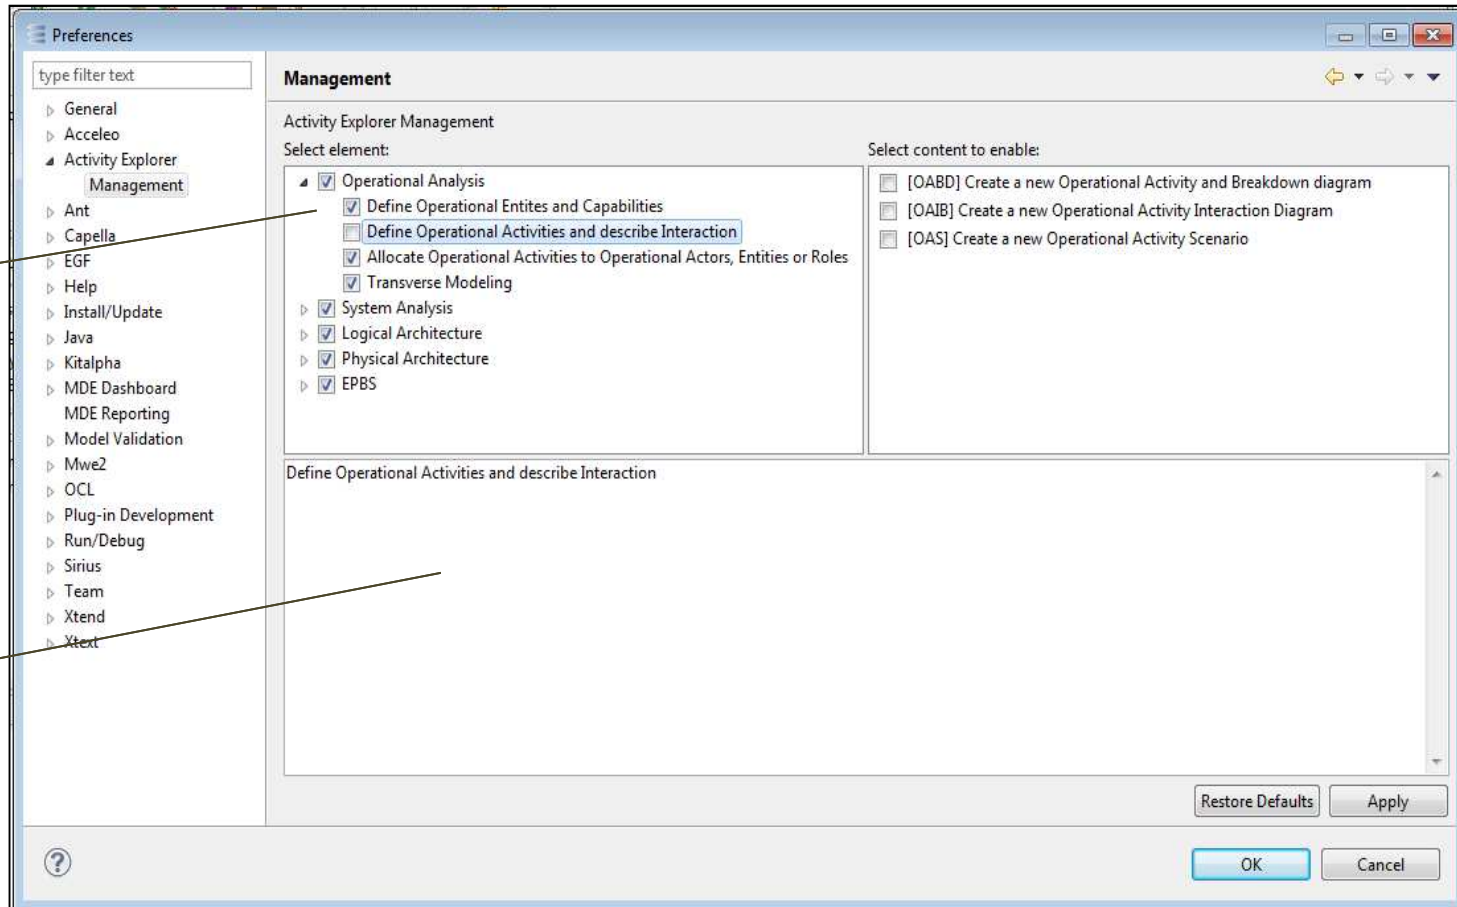 Preferences
type filter text
General
Acceleo
Activity Explorer
Management
Ant
Capella
EGF
Help
Install/Update
Java
Kitalpha
MDE Dashboard
MDE Reporting
Model Validation
Mwe2
OCL
Plug-in Development
Run/Debug
Sirius
Team
Xtend
Xtext
Management
Activity Explorer Management
Select element:
Operational Analysis
Define Operational Entites and Capabilities
Define Operational Activities and describe Interaction
Allocate Operational Activities to Operational Actors, Entities or Roles
Transverse Modeling
System Analysis
Logical Architecture
Physical Architecture
EPBS
Select content to enable:
[OABD] Create a new Operational Activity and Breakdown diagram
[OAIB] Create a new Operational Activity Interaction Diagram
[OAS] Create a new Operational Activity Scenario
Define Operational Activities and describe Interaction
Restore Defaults
Apply
?
OK
Cancel